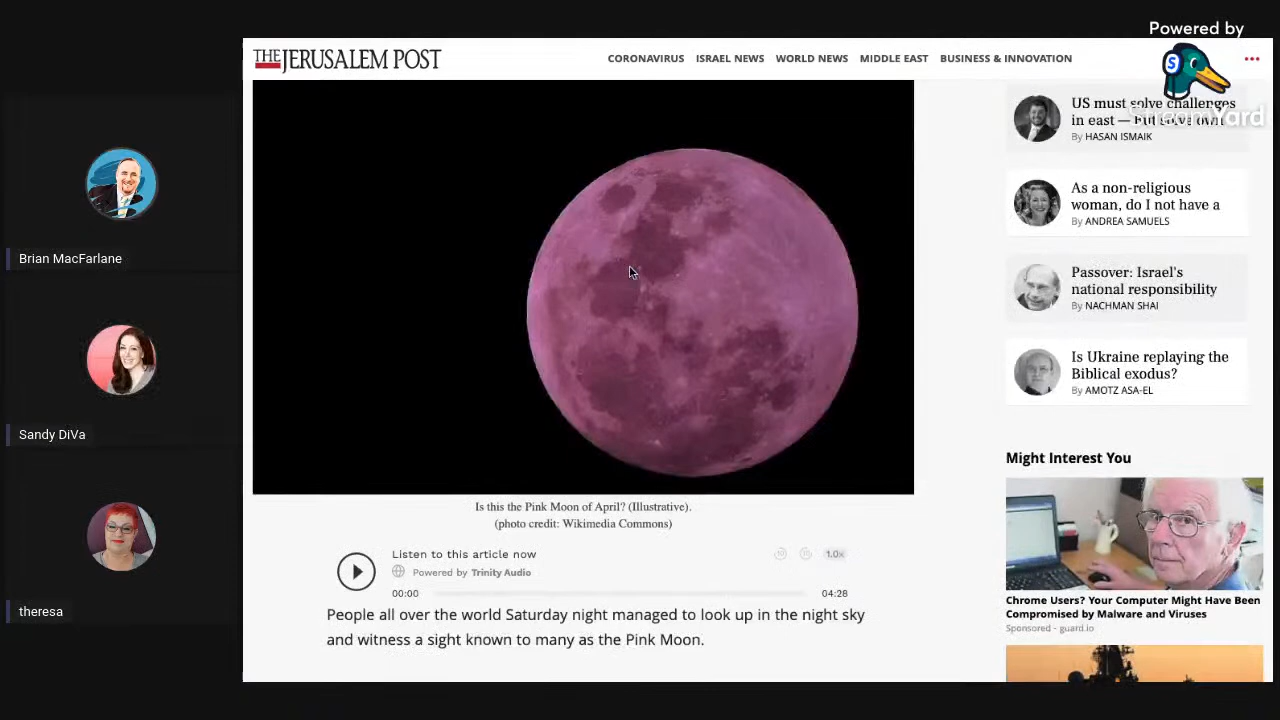 Powered by
StreamYard
THE JERUSALEM POST
CORONAVIRUS ISRAEL NEWS WORLD NEWS MIDDLE EAST BUSINESS & INNOVATION
Brian MacFarlane
Sandy DiVa
theresa
Is this the Pink Moon of April? (Illustrative).
(photo credit: Wikimedia Commons)
Listen to this article now
1.0x
Powered by Trinity Audio
00:00 04:28
People all over the world Saturday night managed to look up in the night sky
and witness a sight known to many as the Pink Moon.
US must solve challenges
in east — but solve own
By HASAN ISMAIK
As a non-religious
woman, do I not have a
By ANDREA SAMUELS
Passover: Israel's
national responsibility
By NACHMAN SHAI
Is Ukraine replaying the
Biblical exodus?
By AMOTZ ASA-EL
Might Interest You
Chrome Users? Your Computer Might Have Been
Compromised by Malware and Viruses
Sponsored - guard.io